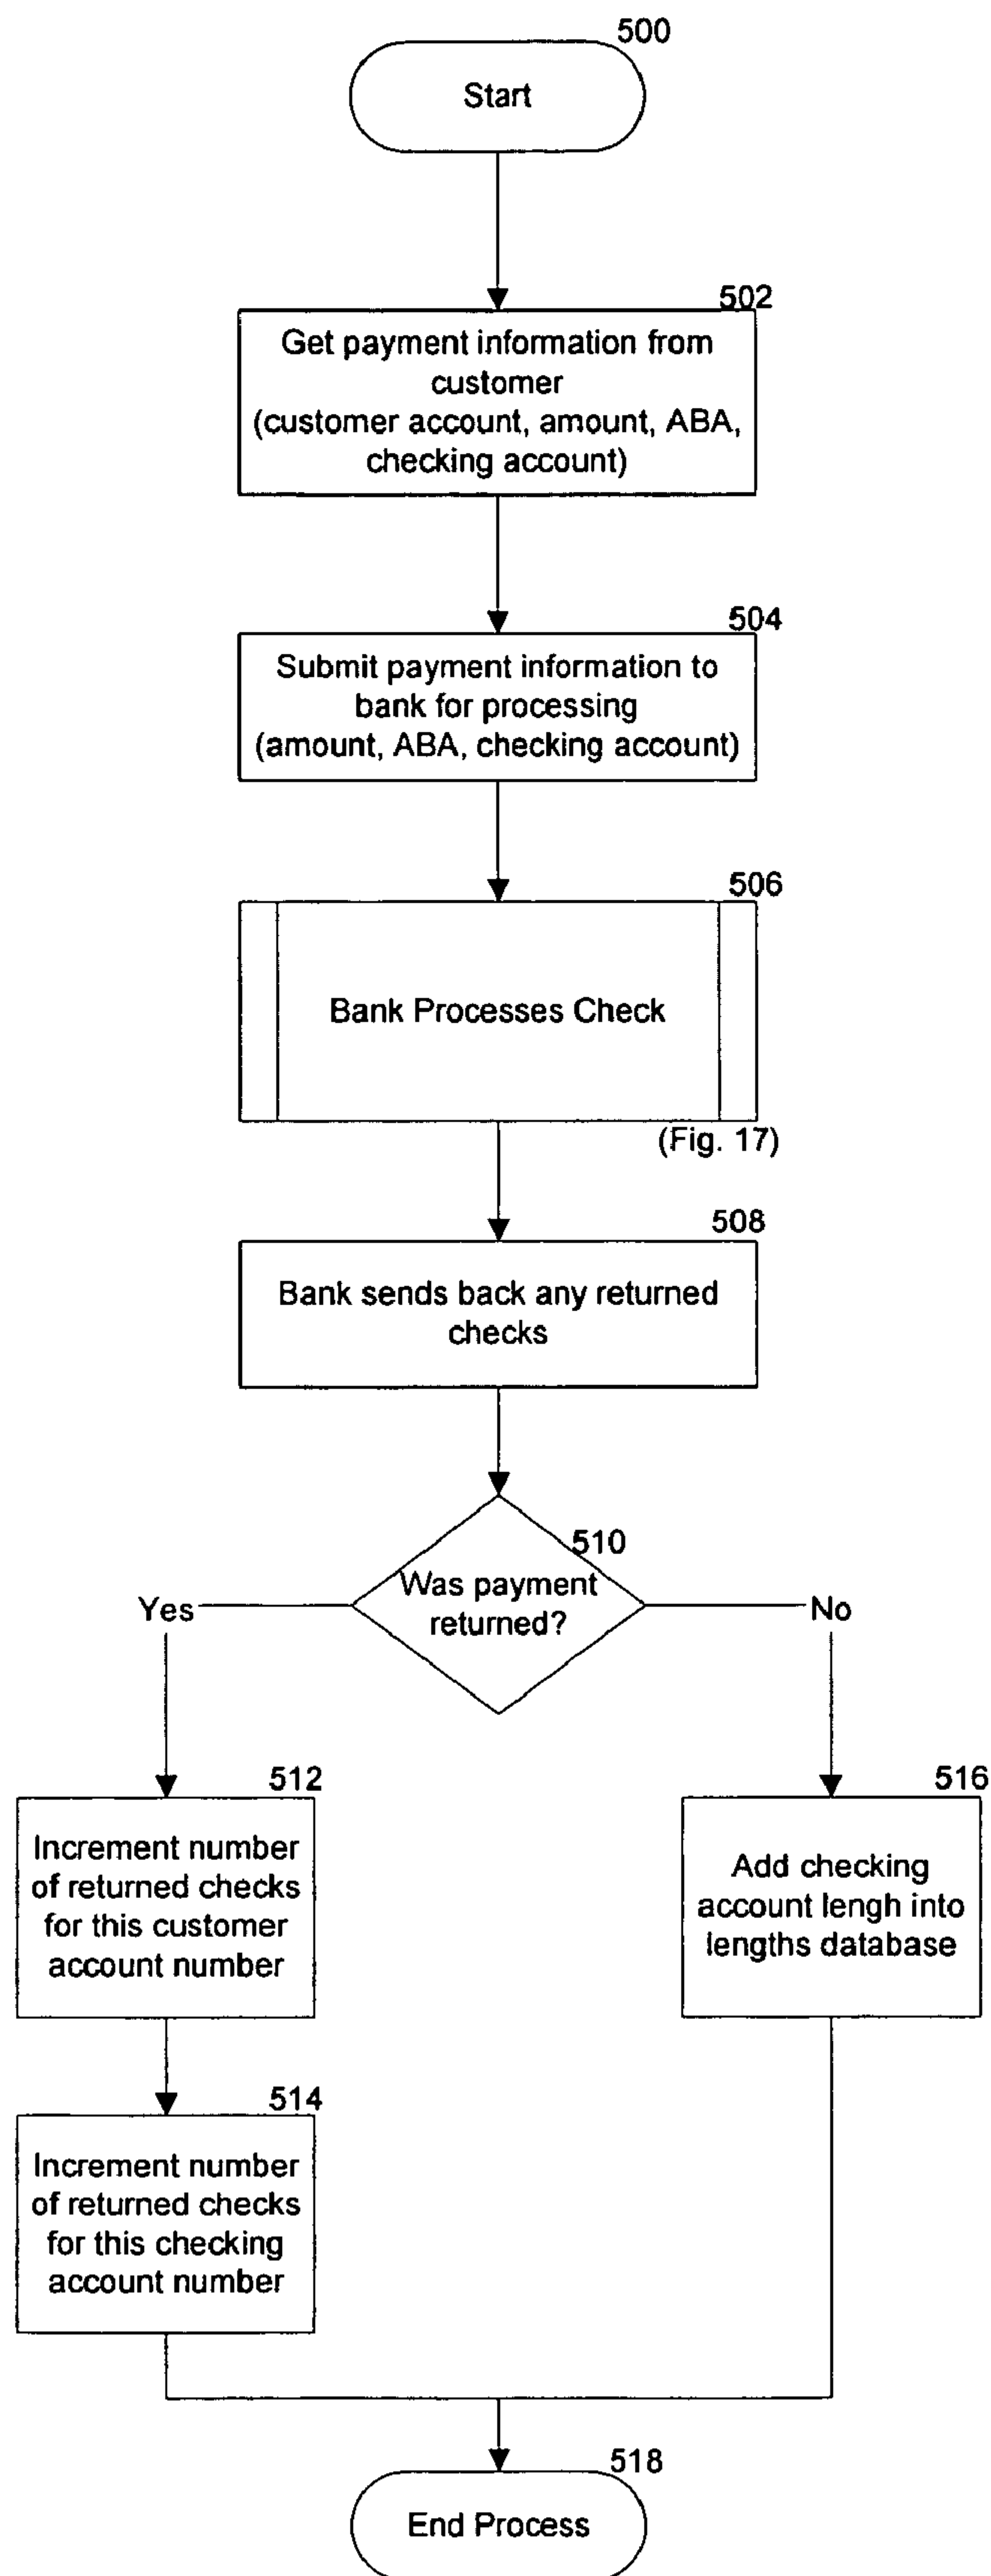 500
Start
502
Get payment information from
customer
(customer account, amount, ABA,
checking account)
504
Submit payment information to
bank for processing
(amount, ABA, checking account)
506
Bank Processes Check
(Fig. 17)
508
Bank sends back any returned
checks
510
Was payment
returned?
Yes
No
512
Increment number
of returned checks
for this customer
account number
516
Add checking
account lengh into
lengths database
514
Increment number
of returned checks
for this checking
account number
518
End Process